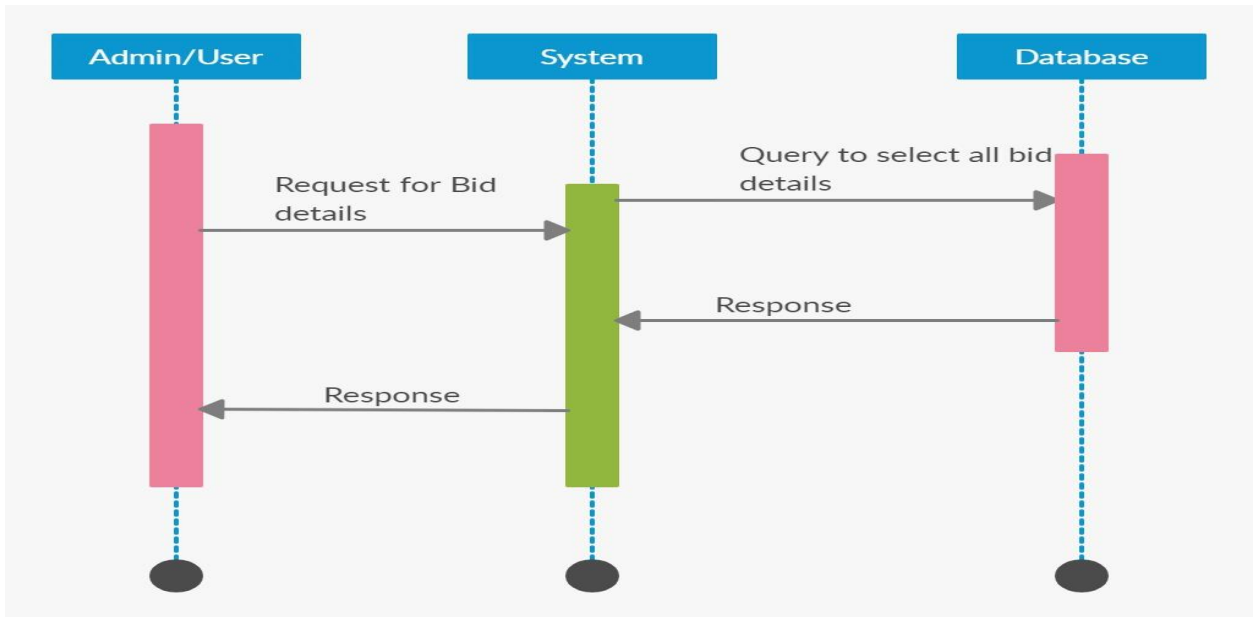 Admin/User
System
Database
Query to select all bid
details
Request for Bid
details
Response
Response